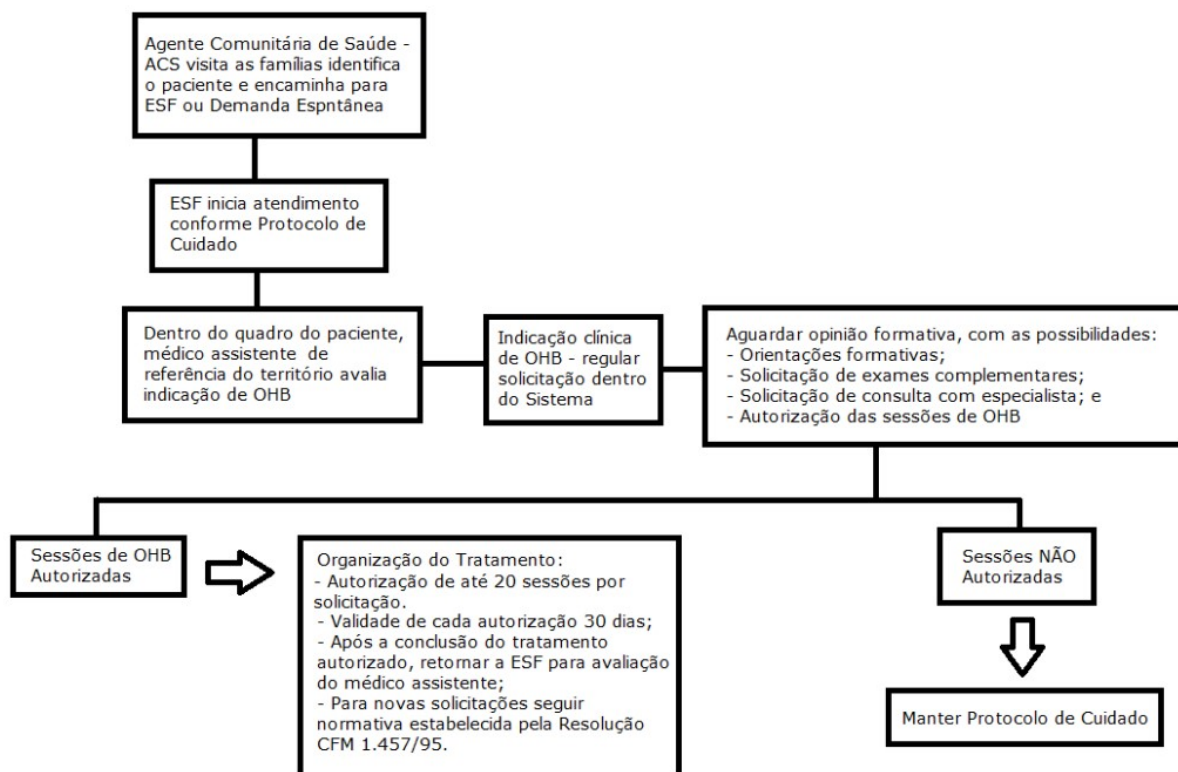 Agente Comunitária de Saúde -
ACS visita as famílias identifica
o paciente e encaminha para
ESF ou Demanda Espntânea
ESF inicia atendimento
conforme Protocolo de
Cuidado
Dentro do quadro do paciente,
médico assistente de
referência do território avalia
indicação de OHB
Indicação clínica
de OHB - regular
solicitação dentro
do Sistema
Aguardar opinião formativa, com as possibilidades:
- Orientações formativas;
- Solicitação de exames complementares;
- Solicitação de consulta com especialista; e
- Autorização das sessões de OHB
Sessões de OHB
Autorizadas
Organização do Tratamento:
- Autorização de até 20 sessões por
solicitação.
- Validade de cada autorização 30 dias;
- Após a conclusão do tratamento
autorizado, retornar a ESF para avaliação
do médico assistente;
- Para novas solicitações seguir
normativa estabelecida pela Resolução
CFM 1.457/95.
Sessões NÃO
Autorizadas
Manter Protocolo de Cuidado